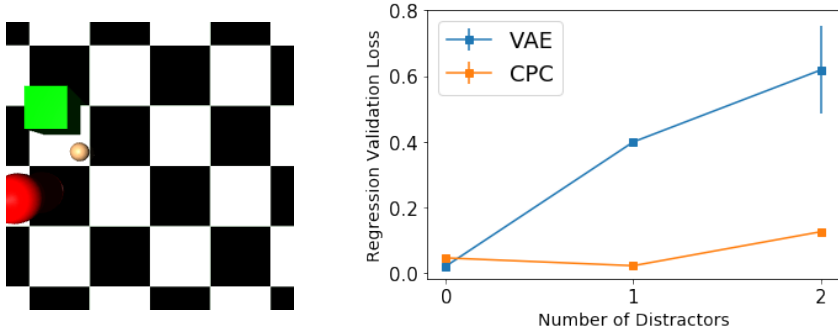 0.8
0.6
0.4
0.2
0.0
Regression Validation Loss
VAE
CPC
0
1
2
Number of Distractors